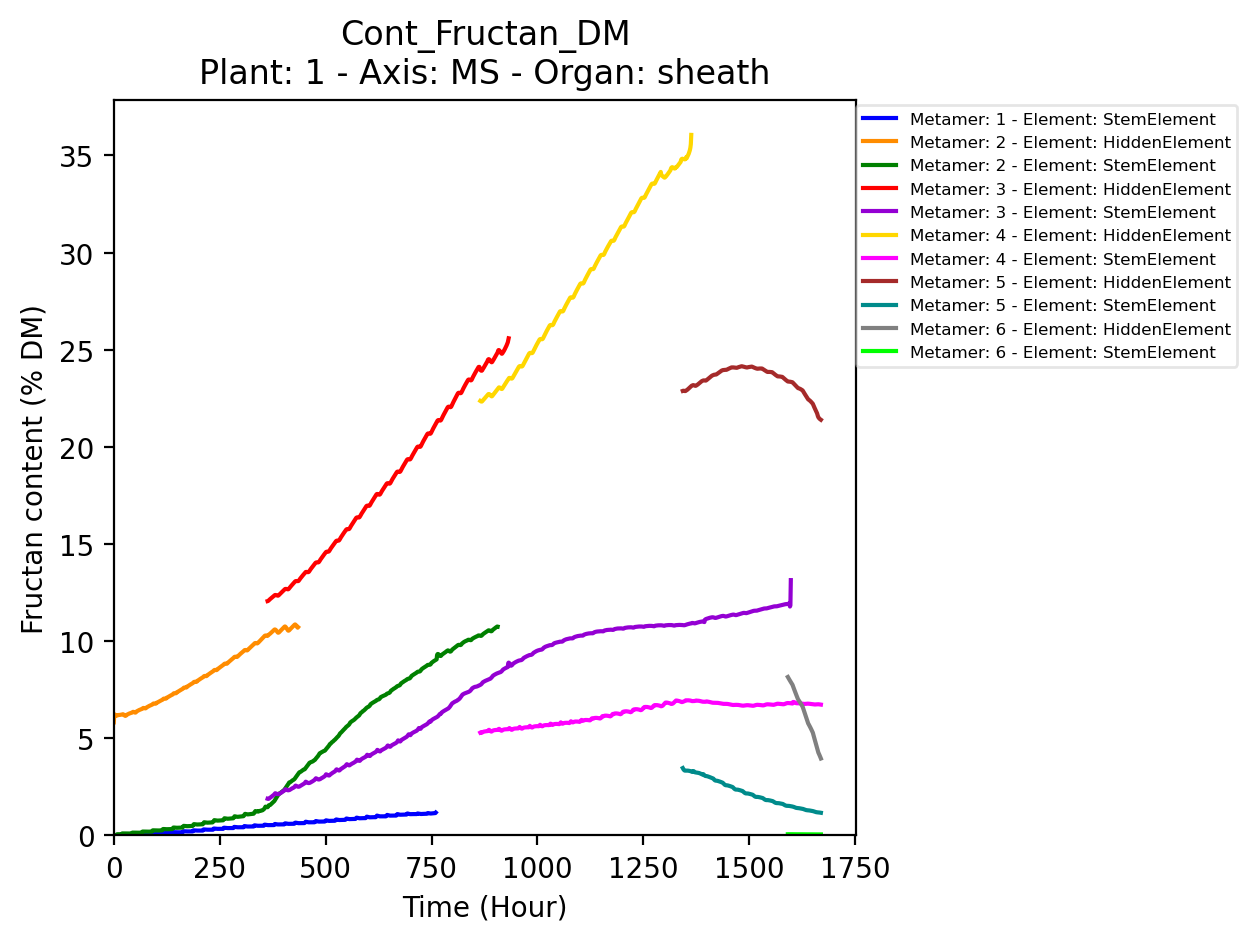 Cont_Fructan_DM
Plant: 1 - Axis: MS - Organ: sheath
Fructan content (% DM)
35
30
25
20
15
10
5
0
0 250 500 750 1000 1250 1500 1750
Time (Hour)
Metamer: 1 - Element: StemElement
Metamer: 2 - Element: HiddenElement
Metamer: 2 - Element: StemElement
Metamer: 3 - Element: HiddenElement
Metamer: 3 - Element: StemElement
Metamer: 4 - Element: HiddenElement
Metamer: 4 - Element: StemElement
Metamer: 5 - Element: HiddenElement
Metamer: 5 - Element: StemElement
Metamer: 6 - Element: HiddenElement
Metamer: 6 - Element: StemElement